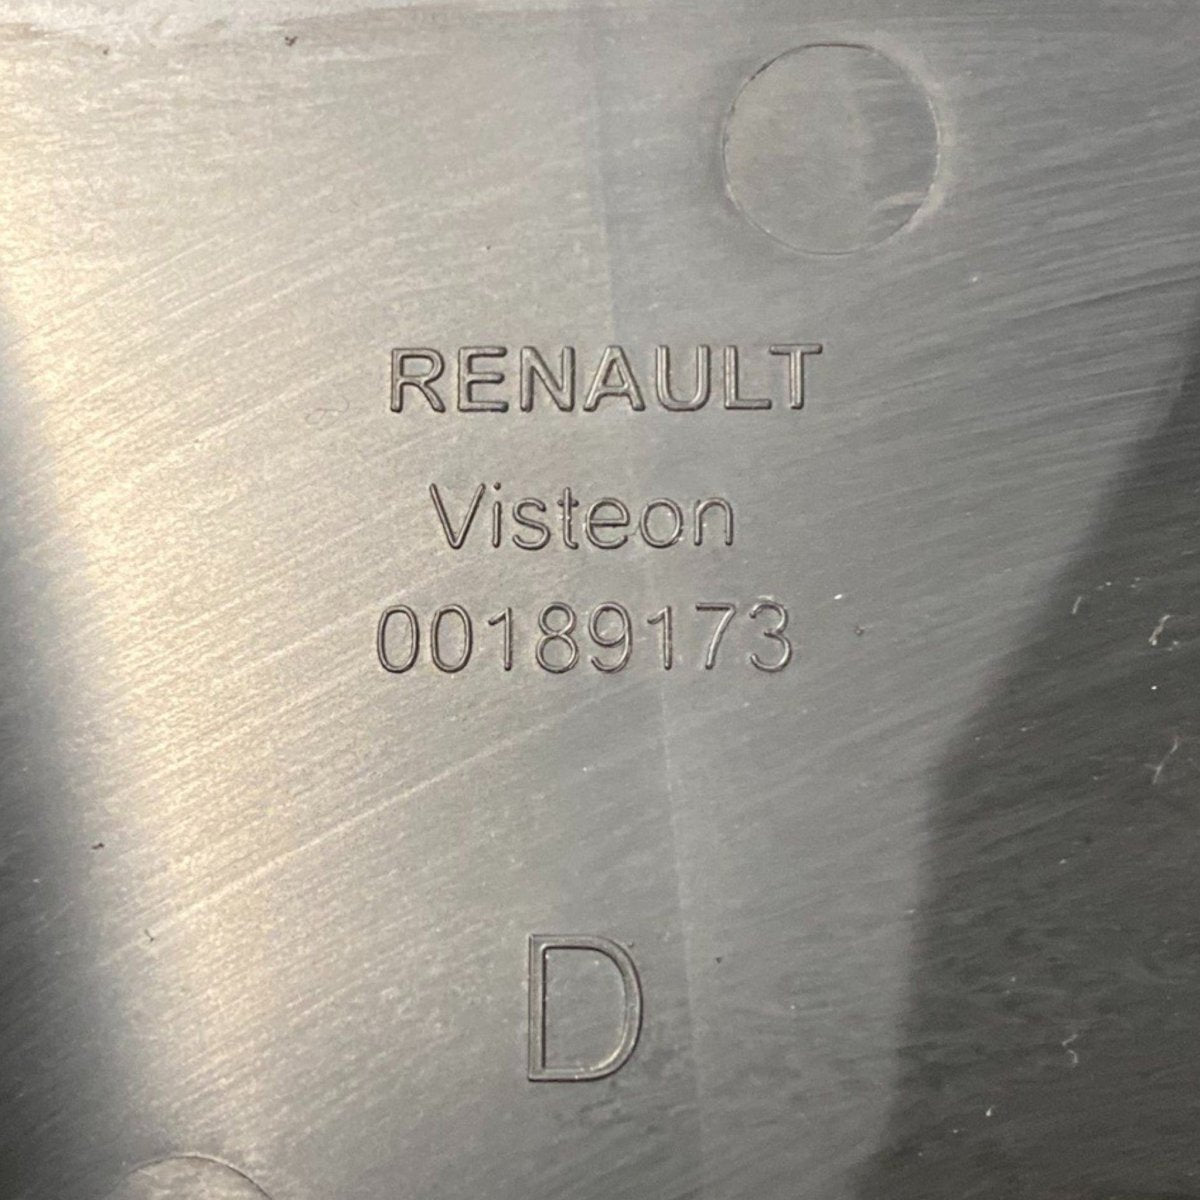 RENAULT
Visteon
00189173
D